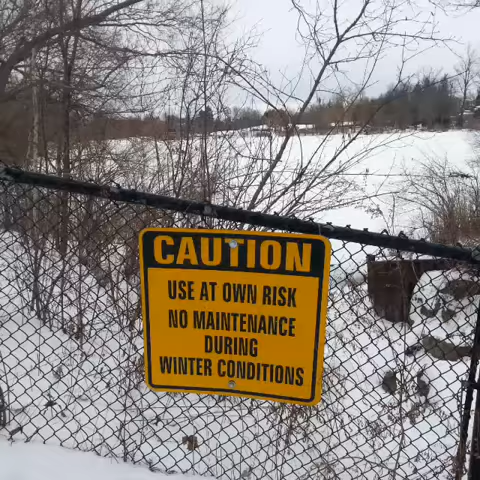 CAUTION
USE AT OWN RISK
NO MAINTENANCE
DURING
WINTER CONDITIONS